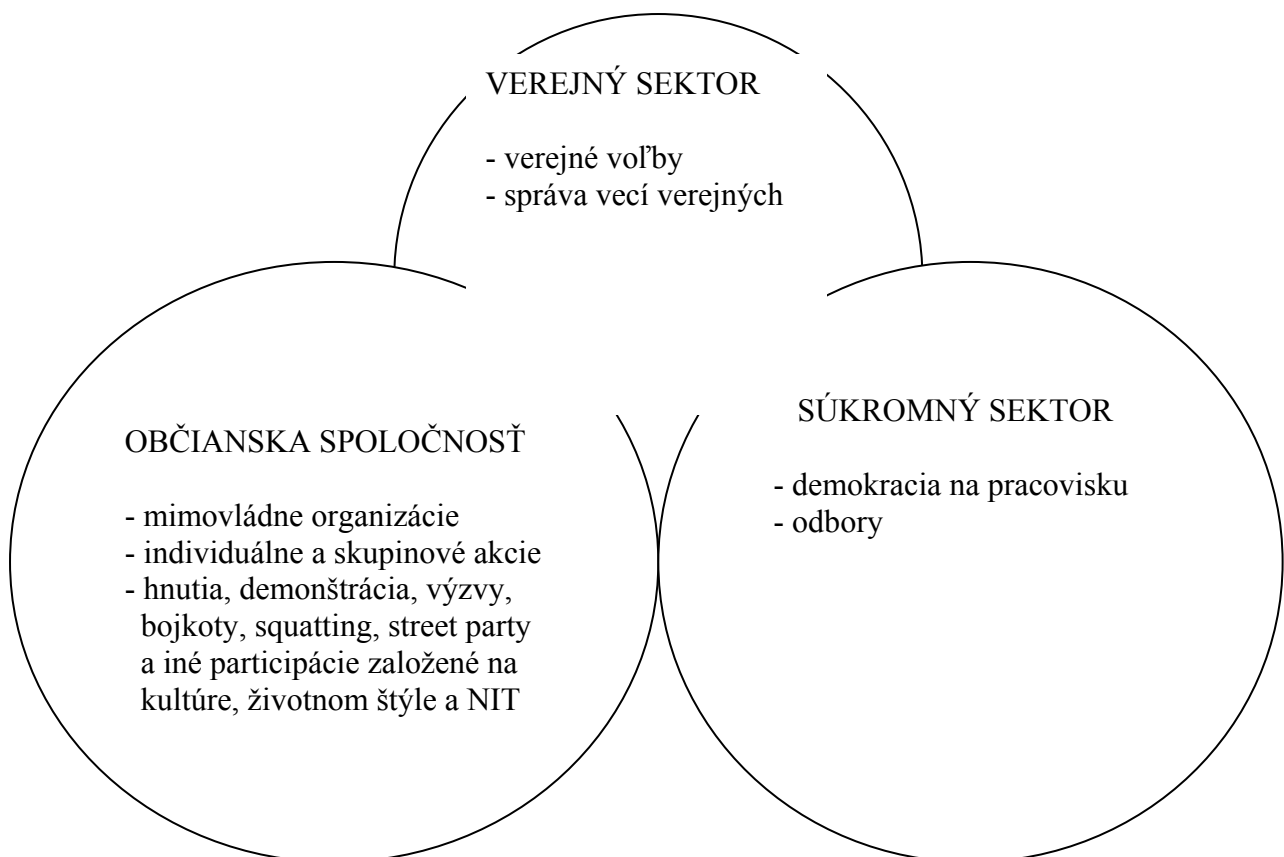 VEREJNÝ SEKTOR
- verejné voľby
- správa vecí verejných
OBČIANSKA SPOLOČNOSŤ
- mimovládne organizácie
- individuálne a skupinové akcie
- hnutia, demonštrácia, výzvy,
bojkoty, squatting, street party
a iné participácie založené na
kultúre, životnom štýle a NIT
SÚKROMNÝ SEKTOR
- demokracia na pracovisku
- odbory